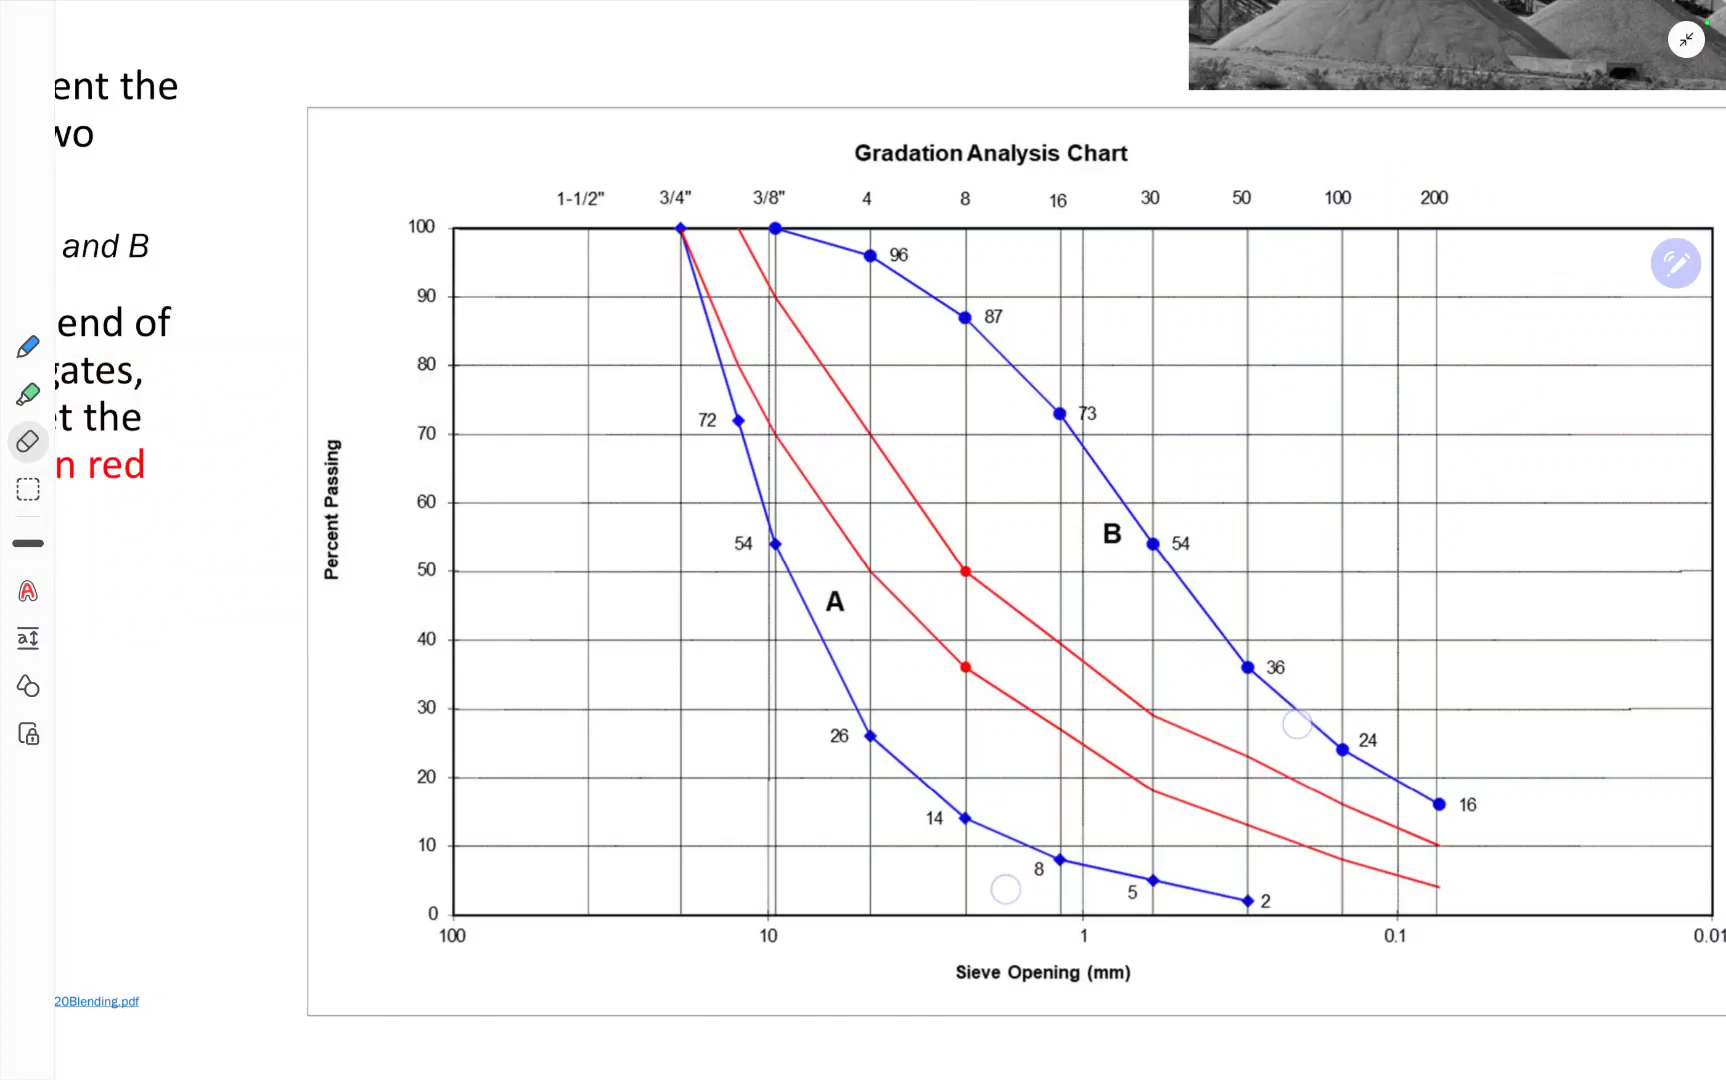 ent the
wo
and B
end of
gates,
et the
n red
20Blending.pdf
Gradation Analysis Chart
1-1/2" 3/4" 3/8" 4 8 16 30 50 100 200
Percent Passing
100
90
80
70
60
50
40
30
20
10
0
96
87
73
54
36
24
16
B
72
54
26
14
8
5
2
A
100 10 1 0.1 0.01
Sieve Opening (mm)